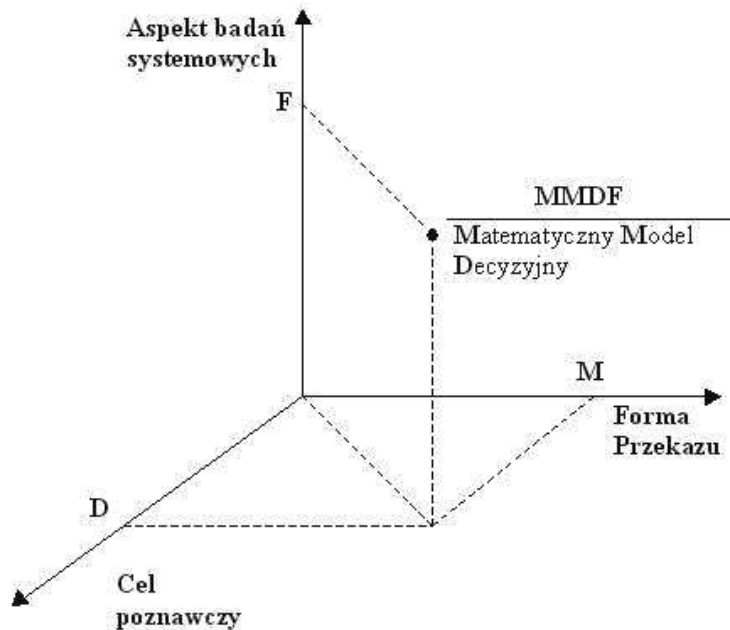 Aspekt badań
systemowych
F
MMDF
Matematyczny Model
Decyzyjny
M
Forma
Przekazu
D
Cel
poznawczy